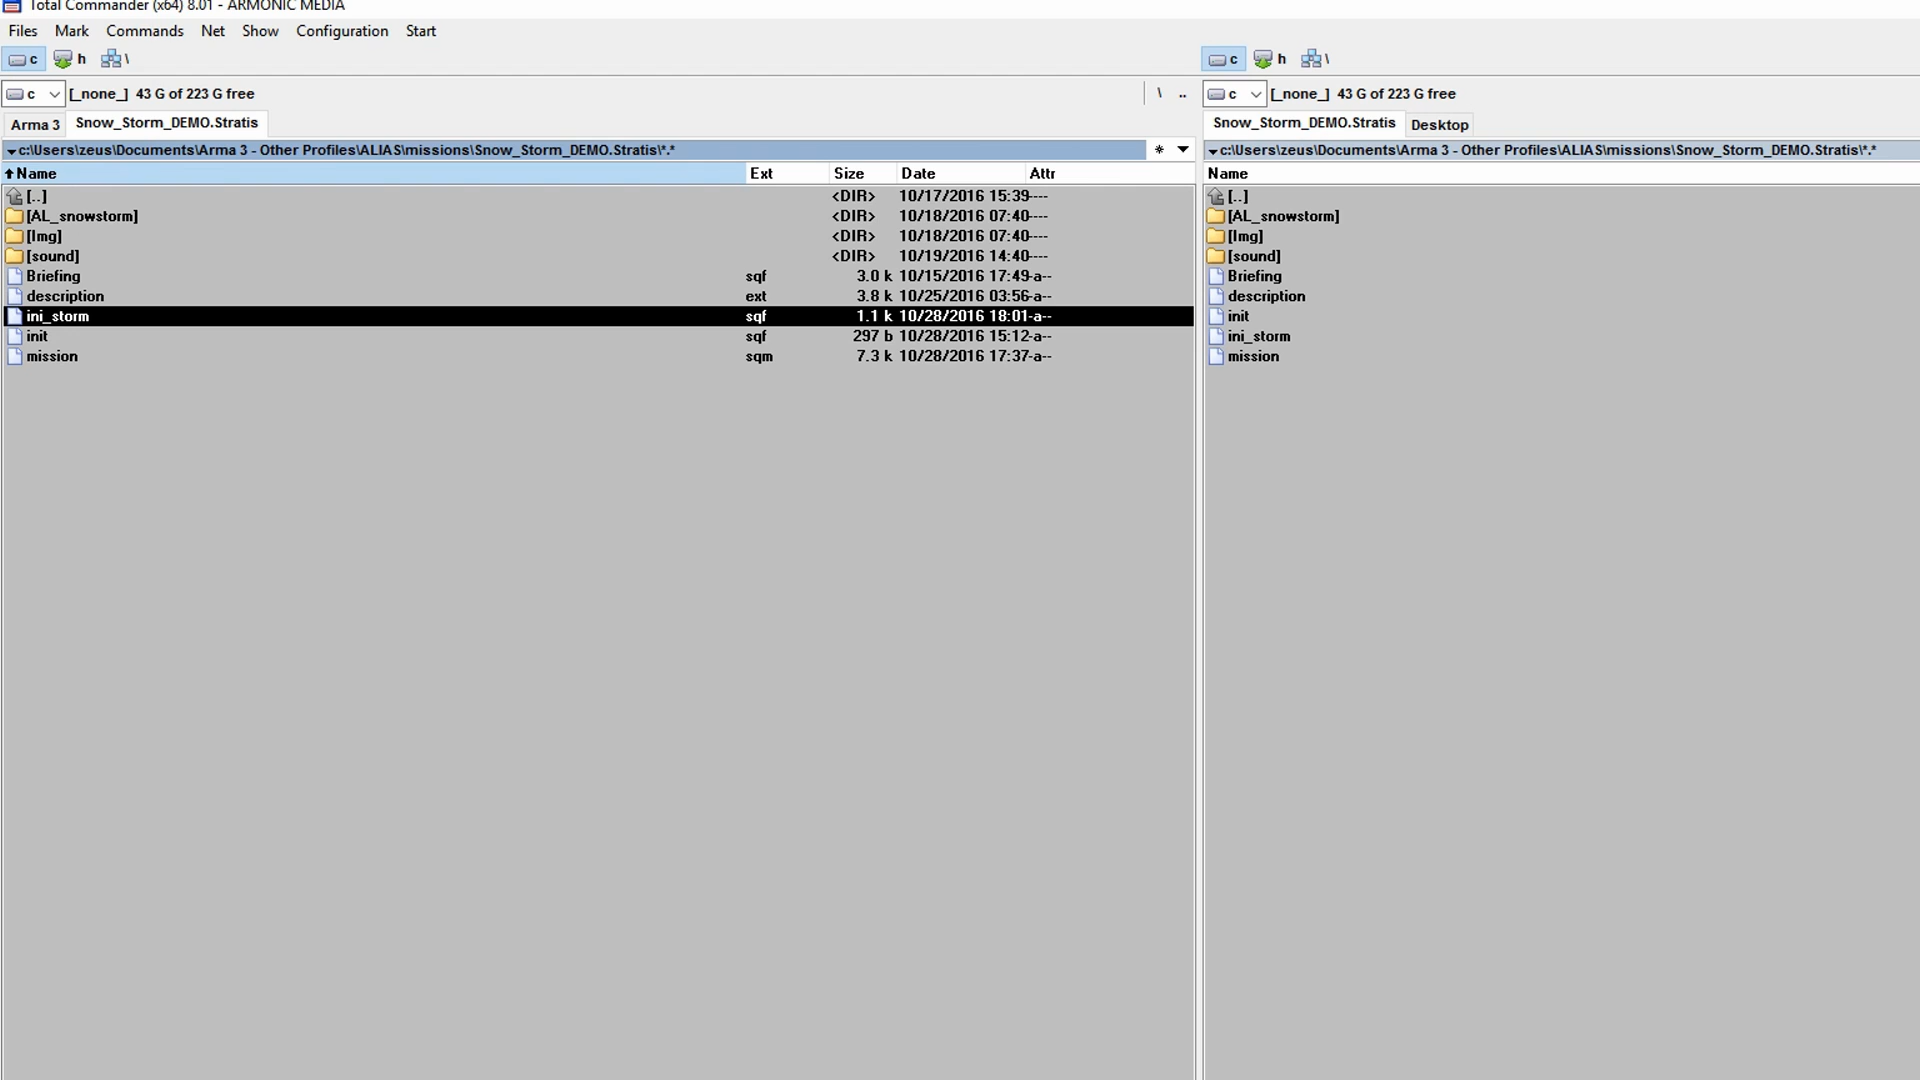 Total Commander (x64) 8.01 - ARMONIC MEDIA
Files Mark Commands Net Show Configuration Start
c h \
c h \
c [_none_] 43 G of 223 G free \ ..
c [_none_] 43 G of 223 G free
Arma 3 Snow_Storm_DEMO.Stratis
Snow_Storm_DEMO.Stratis Desktop
c:\Users\zeus\Documents\Arma 3 - Other Profiles\ALIAS\missions\Snow_Storm_DEMO.Stratis\*.* *
Name Ext Size Date Attr
[..] <DIR> 10/17/2016 15:39----
[AL_snowstorm] <DIR> 10/18/2016 07:40----
[Img] <DIR> 10/18/2016 07:40----
[sound] <DIR> 10/19/2016 14:40----
Briefing sqf 3.0 k 10/15/2016 17:49-a--
description ext 3.8 k 10/25/2016 03:56-a--
ini_storm sqf 1.1 k 10/28/2016 18:01-a--
init sqf 297 b 10/28/2016 15:12-a--
mission sqm 7.3 k 10/28/2016 17:37-a--
c:\Users\zeus\Documents\Arma 3 - Other Profiles\ALIAS\missions\Snow_Storm_DEMO.Stratis\*.*
Name
[..]
[AL_snowstorm]
[Img]
[sound]
Briefing
description
init
ini_storm
mission